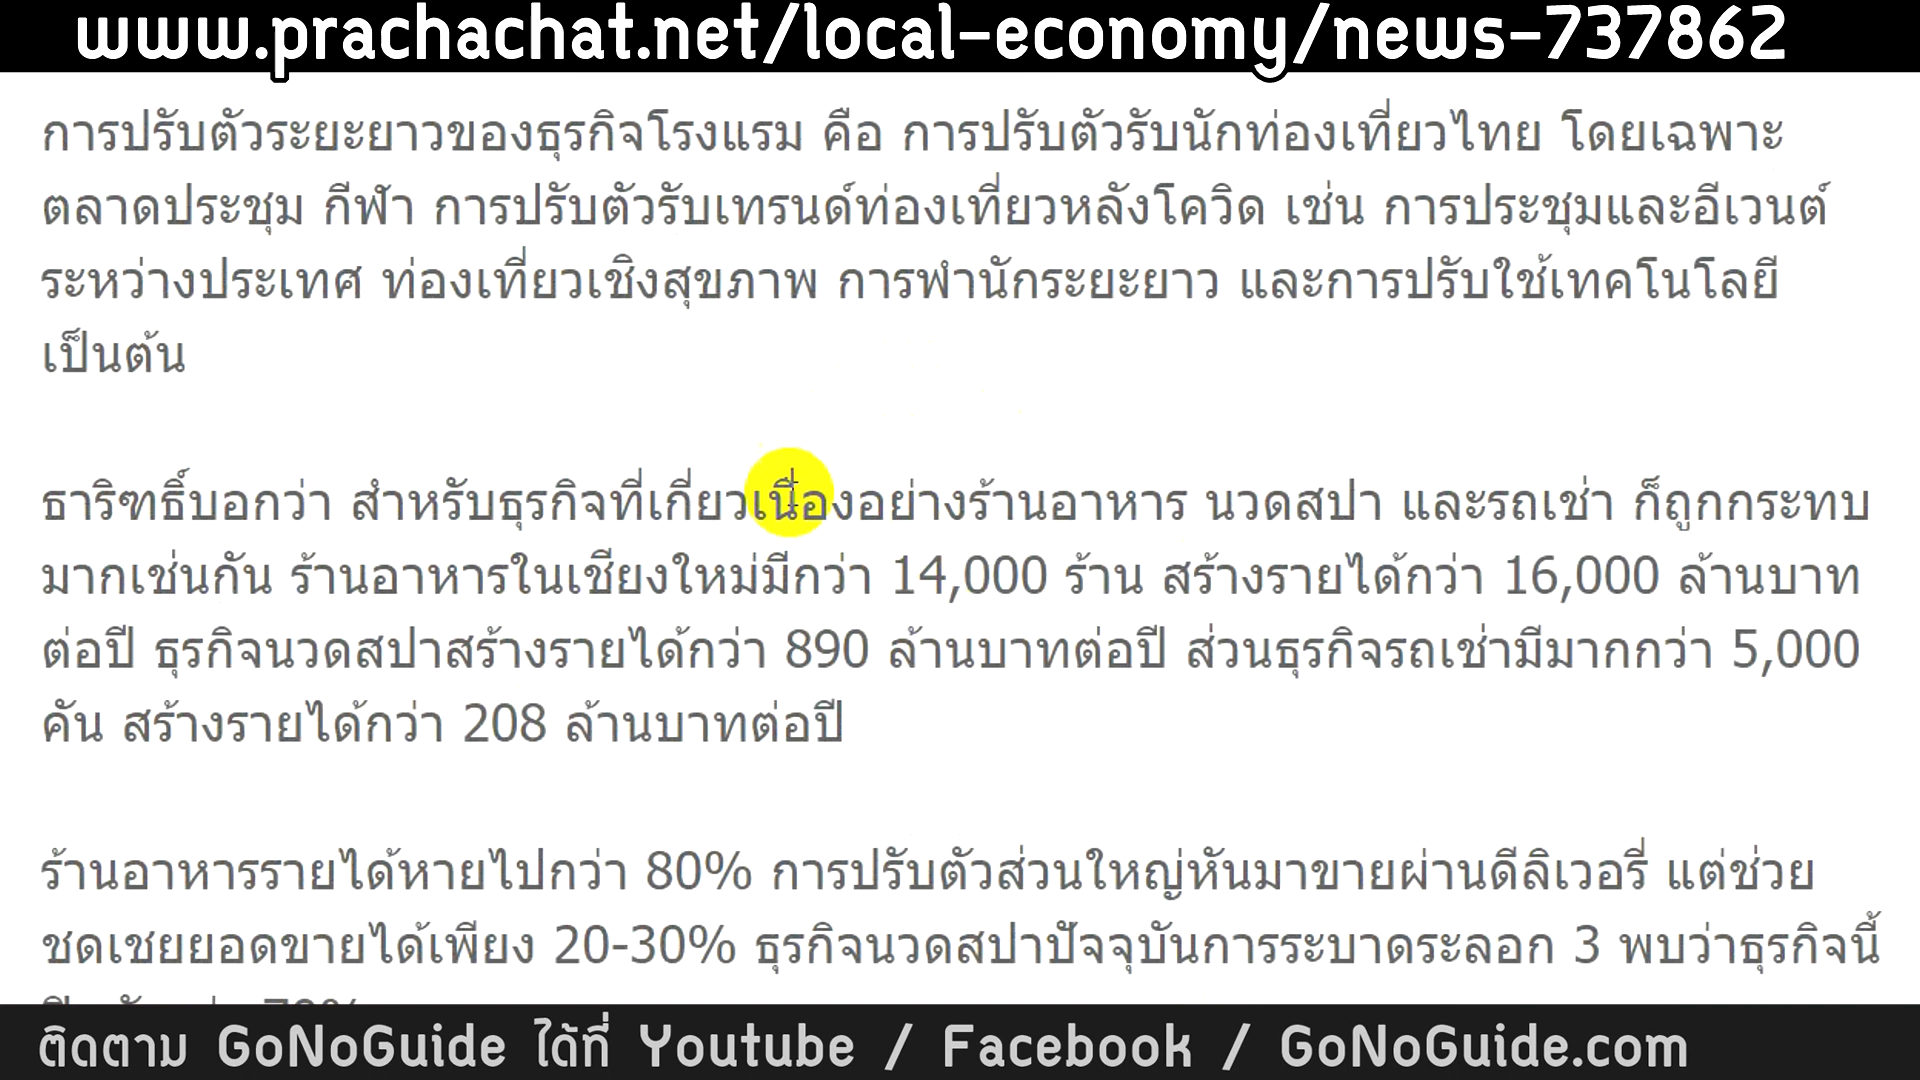 www.prachachat.net/local-economy/news-737862
การปรับตัวระยะยาวของธุรกิจโรงแรม คือ การปรับตัวรับนักท่องเที่ยวไทย โดยเฉพาะ
ตลาดประชุม กีฬา การปรับตัวรับเทรนด์ท่องเที่ยวหลังโควิด เช่น การประชุมและอีเวนต์
ระหว่างประเทศ ท่องเที่ยวเชิงสุขภาพ การพำนักระยะยาว และการปรับใช้เทคโนโลยี
เป็นต้น
ธาริฑธิ์บอกว่า สำหรับธุรกิจที่เกี่ยวเนื่องอย่างร้านอาหาร นวดสปา และรถเช่า ก็ถูกกระทบ
มากเช่นกัน ร้านอาหารในเชียงใหม่มีกว่า 14,000 ร้าน สร้างรายได้กว่า 16,000 ล้านบาท
ต่อปี ธุรกิจนวดสปาสร้างรายได้กว่า 890 ล้านบาทต่อปี ส่วนธุรกิจรถเช่ามีมากกว่า 5,000
คัน สร้างรายได้กว่า 208 ล้านบาทต่อปี
ร้านอาหารรายได้หายไปกว่า 80% การปรับตัวส่วนใหญ่หันมาขายผ่านดีลิเวอรี่ แต่ช่วย
ชดเชยยอดขายได้เพียง 20-30% ธุรกิจนวดสปาปัจจุบันการระบาดระลอก 3 พบว่าธุรกิจนี้
ติดตาม GoNoGuide ได้ที่ Youtube / Facebook / GoNoGuide.com